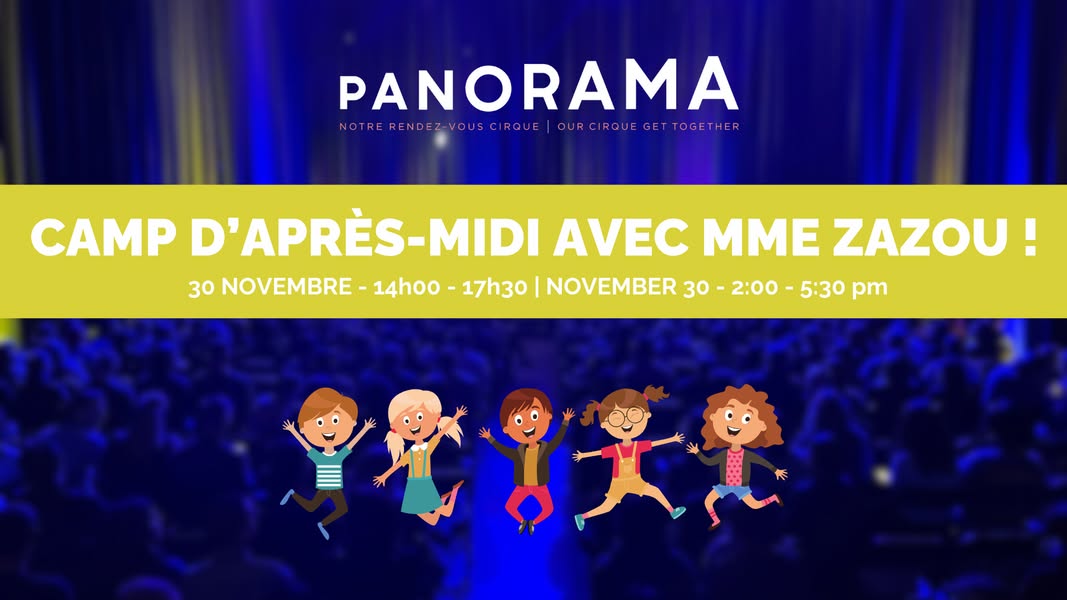 PANORAMA
NOTRE RENDEZ-VOUS CIRQUE | OUR CIRQUE GET TOGETHER
CAMP D'APRÈS-MIDI AVEC MME ZAZOU !
30 NOVEMBRE - 14h00 - 17h30 | NOVEMBER 30 - 2:00 - 5:30 pm